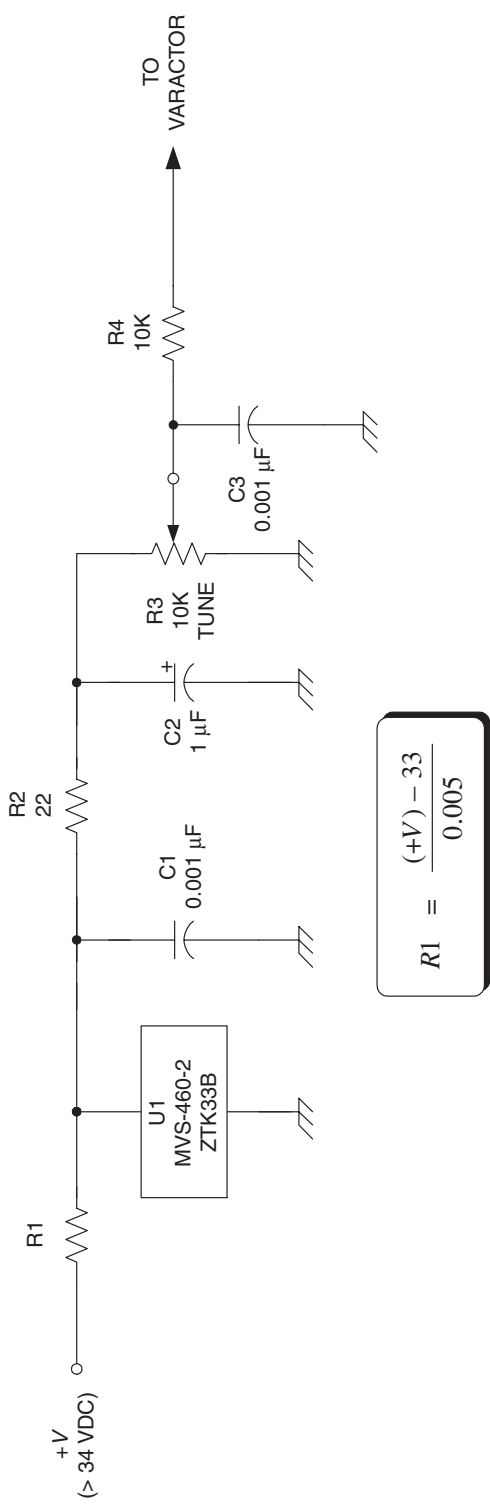 +V
(> 34 VDC)
R1
U1
MVS-460-2
ZTK33B
C1
0.001 µF
R2
22
C2
1 µF
+
R3
10K
TUNE
C3
0.001 µF
R4
10K
TO
VARACTOR
R1 = (+V) – 33 / 0.005